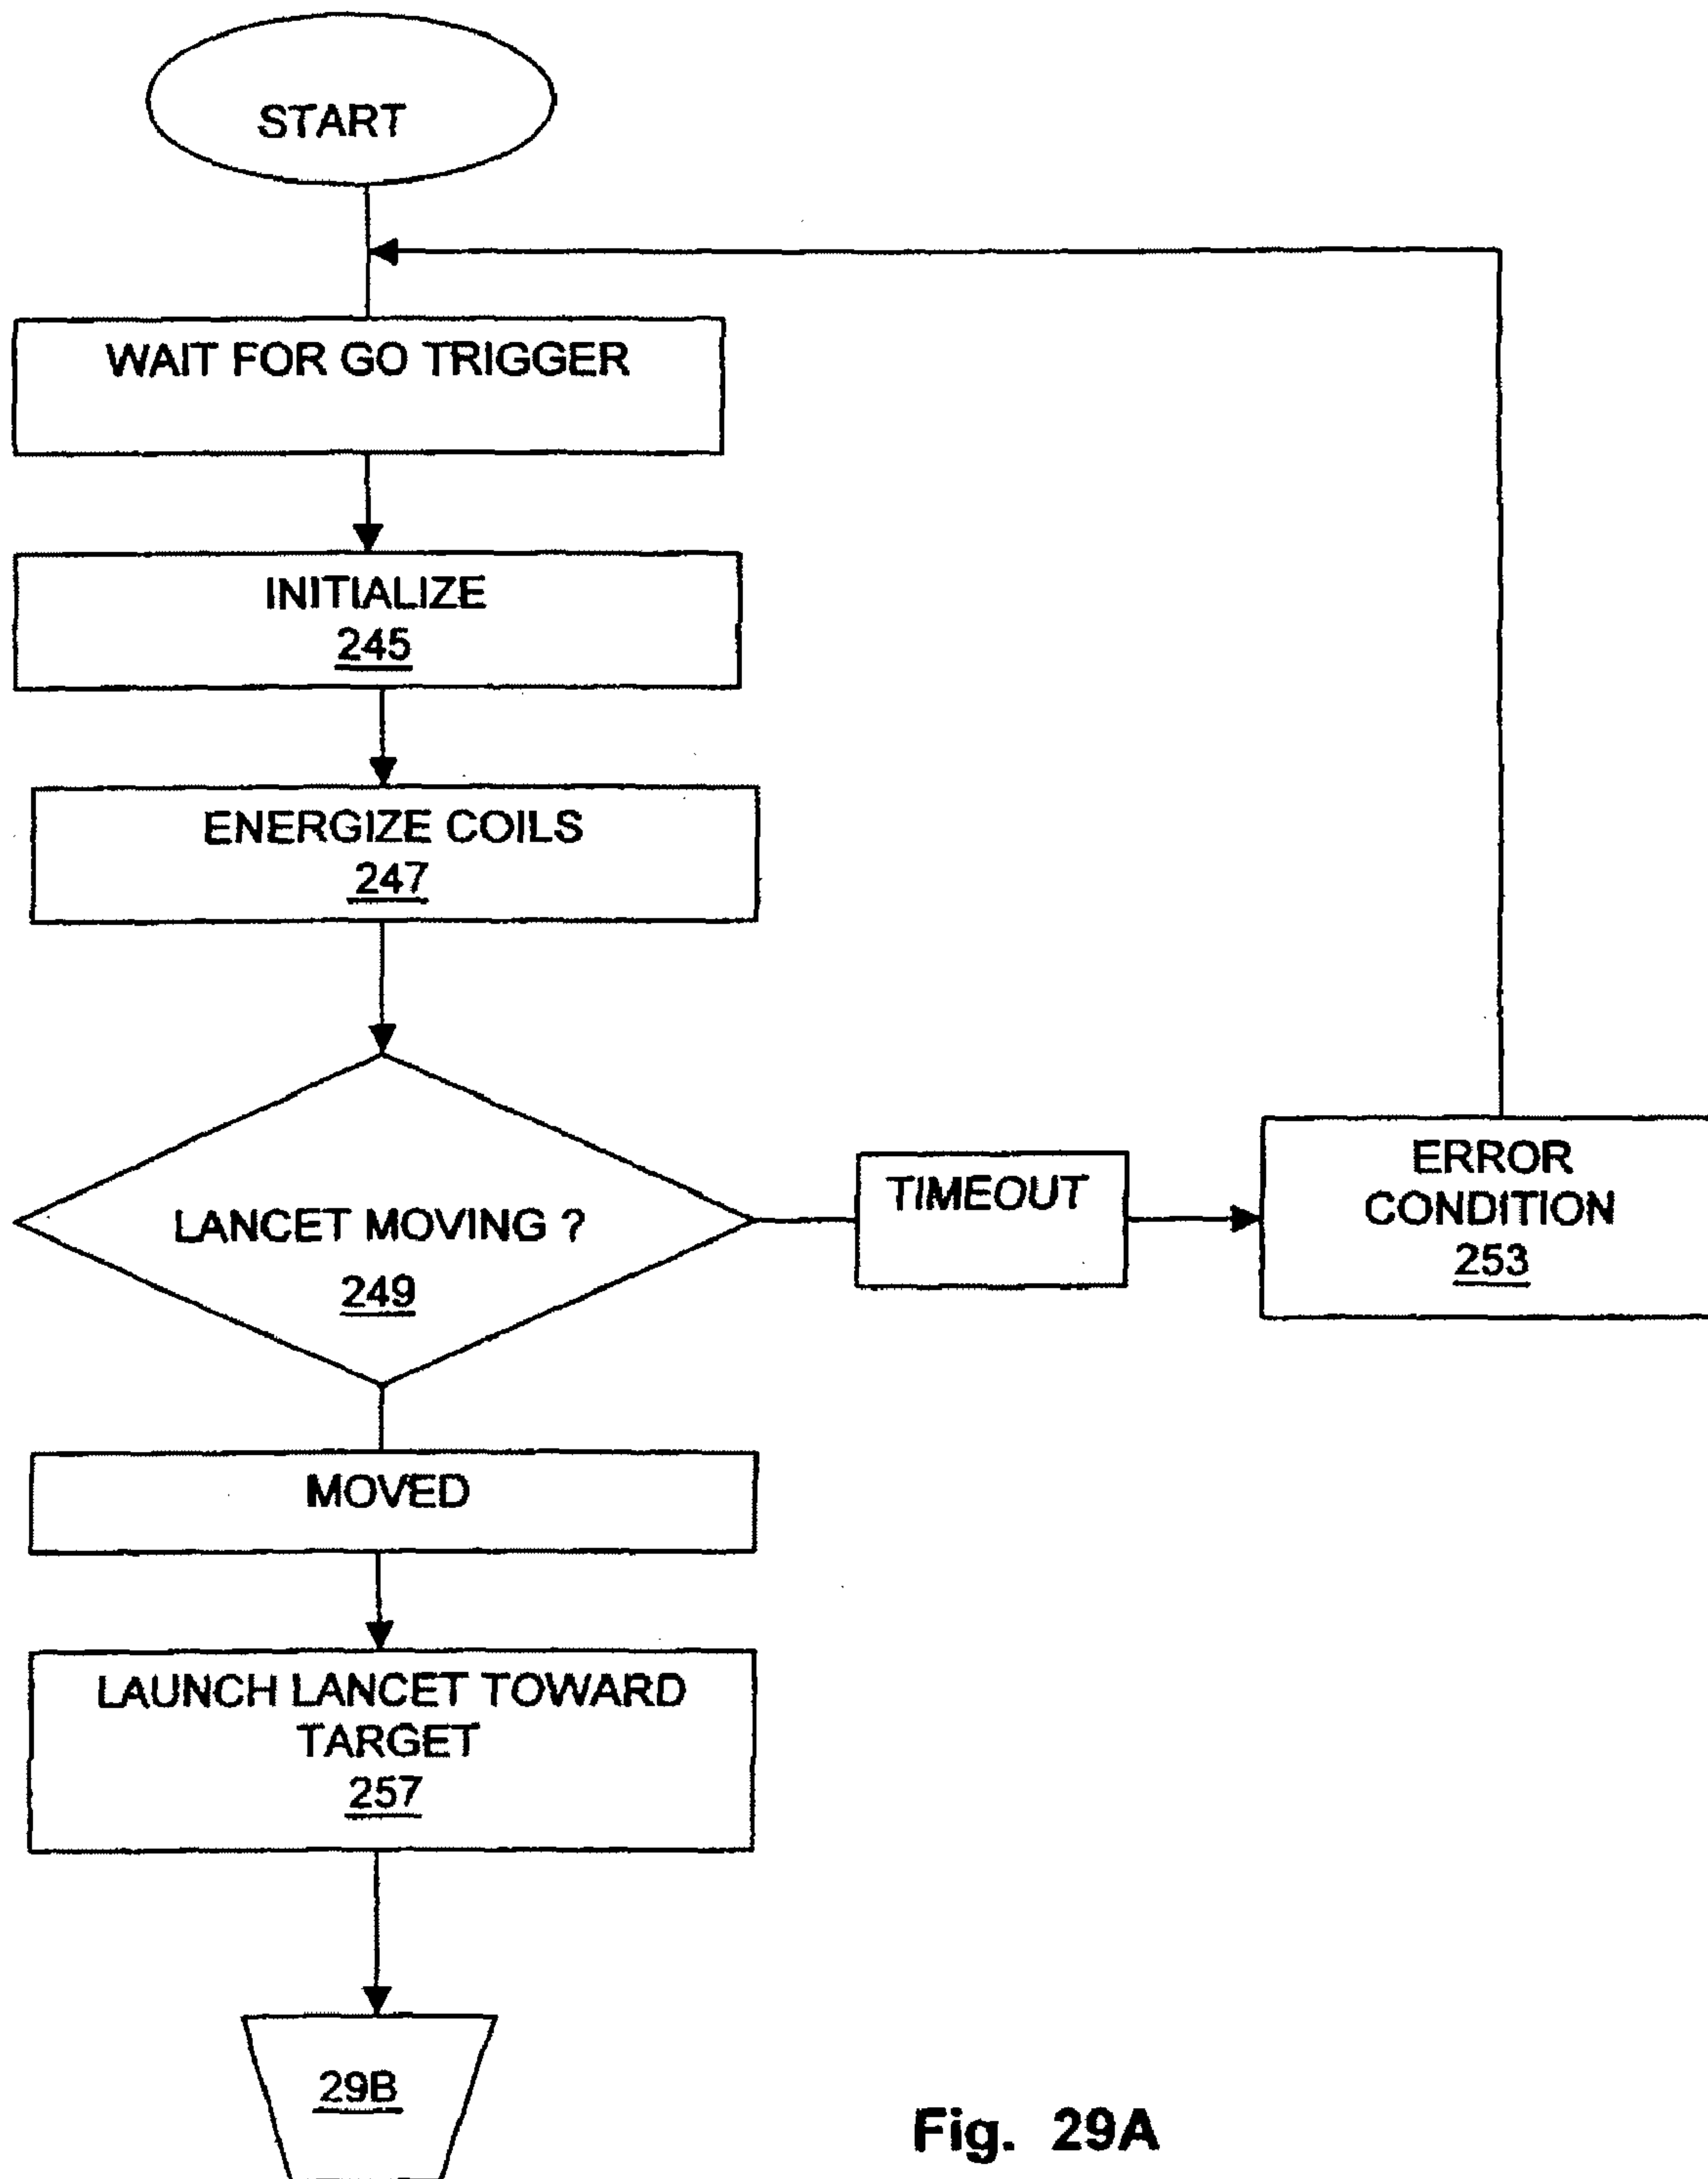 START
WAIT FOR GO TRIGGER
INITIALIZE
245
ENERGIZE COILS
247
LANCET MOVING ?
249
TIMEOUT
ERROR
CONDITION
253
MOVED
LAUNCH LANCET TOWARD
TARGET
257
29B
Fig. 29A